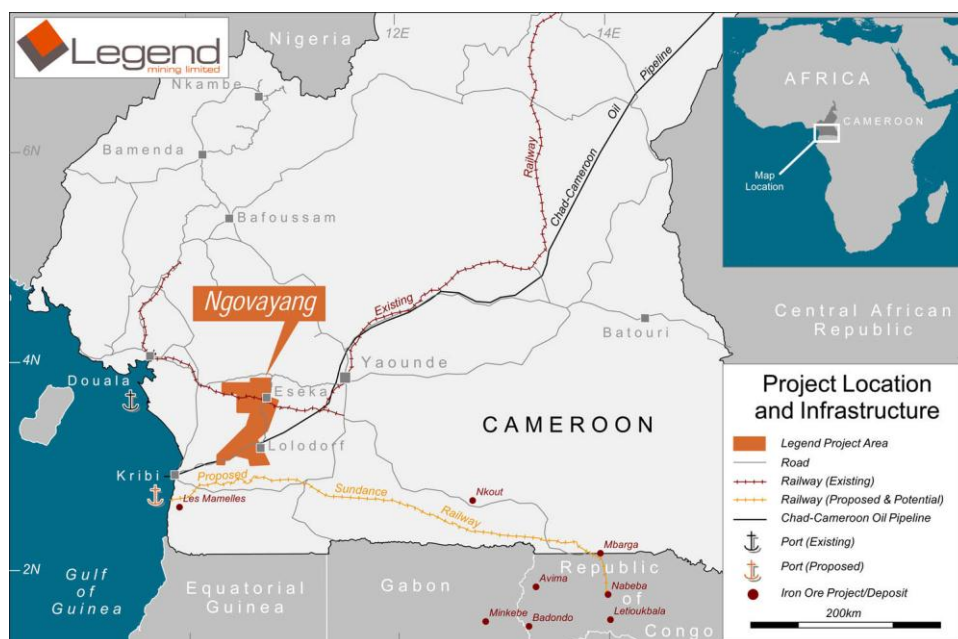 Legend
mining limited
Nigeria
12E
14E
Nkambe
Pipeline
Oil
Chad-Cameroon
Railway
6N
Bamenda
Bafoussam
AFRICA
CAMEROON
Map
Location
Ngovayang
Existing
Batouri
Central African
Republic
4N
Yaounde
Douala
Eseka
CAMEROON
Lolodorf
Kribi
Proposed
Sundance
Railway
Les Mamelles
Nkout
Mbarga
2N
Gulf
of
Guinea
Equatorial
Guinea
Gabon
Republic
of
Congo
Avima
Nabeba
Minkebe
Badondo
Letioukbala
Project Location
and Infrastructure
Legend Project Area
Road
Railway (Existing)
Railway (Proposed & Potential)
Chad-Cameroon Oil Pipeline
Port (Existing)
Port (Proposed)
Iron Ore Project/Deposit
200km